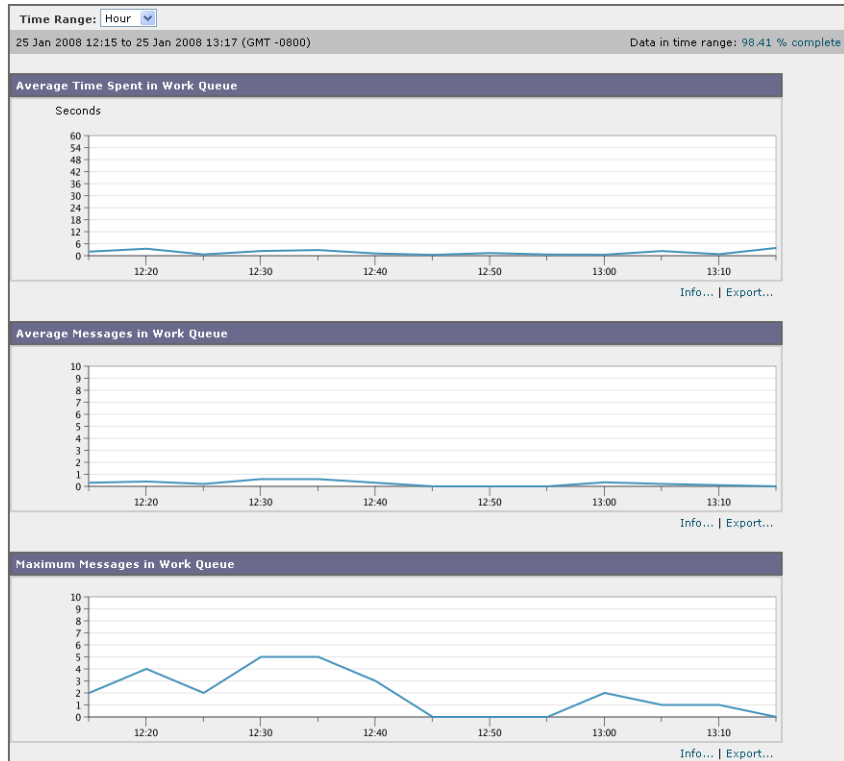 Time Range: Hour
25 Jan 2008 12:15 to 25 Jan 2008 13:17 (GMT -0800) Data in time range: 98.41 % complete
Average Time Spent in Work Queue
Seconds
60
54
48
42
36
30
24
18
12
6
0
12:20 12:30 12:40 12:50 13:00 13:10
Info... | Export...
Average Messages in Work Queue
10
9
8
7
6
5
4
3
2
1
0
12:20 12:30 12:40 12:50 13:00 13:10
Info... | Export...
Maximum Messages in Work Queue
10
9
8
7
6
5
4
3
2
1
0
12:20 12:30 12:40 12:50 13:00 13:10
Info... | Export...